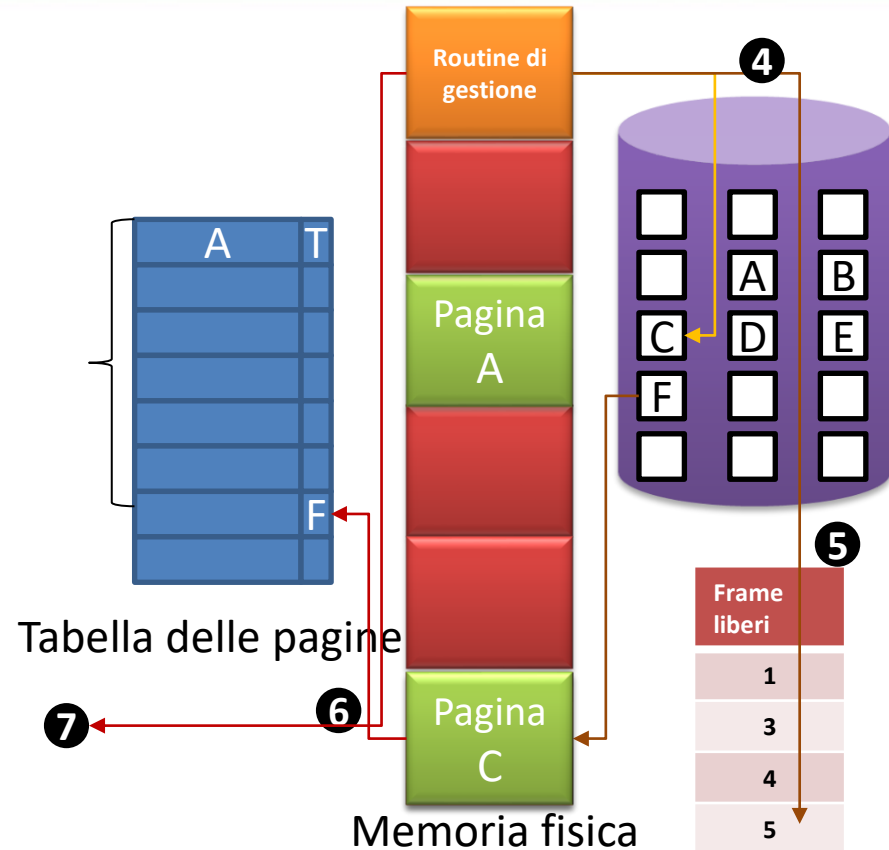 Routine di
gestione
4
A T
A B
Pagina
A
C D E
F
F
5
Frame
liberi
Tabella delle pagine
1
6
7
Pagina
C
3
4
5
Memoria fisica